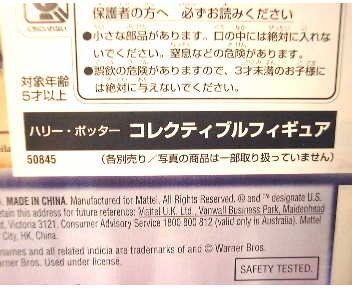 保護者の方へ 必ずお読みください
●小さな部品があります。口の中には絶対に入れな
いでください。窒息などの危険があります。
●誤飲の危険がありますので、3才未満のお子様に
は絶対に与えないでください。
対象年齢
5才以上
ハリー・ポッター コレクティブルフィギュア
50845 (各別売り/写真の商品は一部取り扱っていません)
MADE IN CHINA. Manufactured for Mattel. All Rights Reserved. ® and ™ designate U.S.
tain this address for future reference: Mattel U.K. Ltd., Vanwall Business Park, Maidenhead
d, Victoria 3121. Consumer Advisory Service 1800 800 812 (valid only in Australia). Mattel
City, HK, China.
names and all related indicia are trademarks of and © Warner Bros.
rner Bros. Used under license.
SAFETY TESTED.